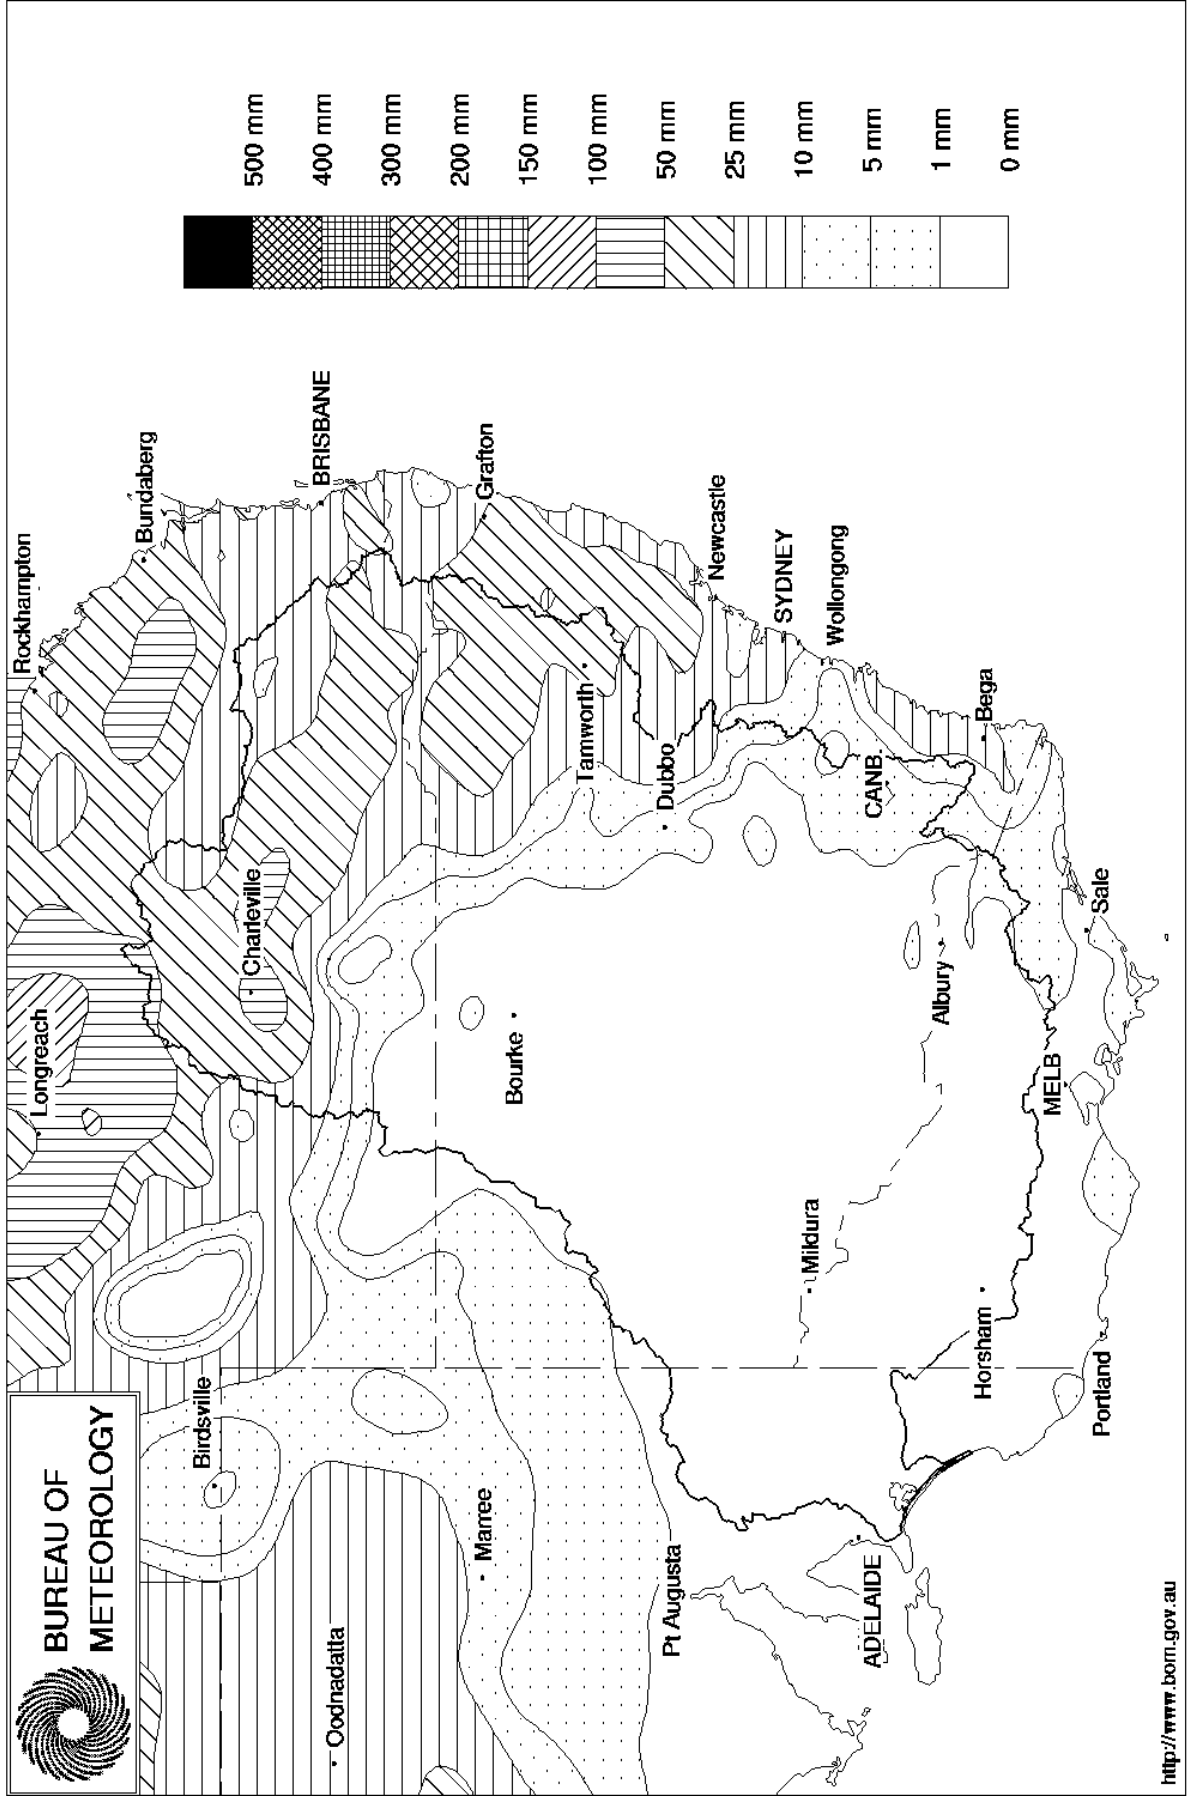 BUREAU OF
METEOROLOGY
Longreach
Rockhampton
Bundaberg
Birdsville
Charleville
BRISBANE
Oodnadatta
Marree
Bourke
Tamworth
Grafton
Pt Augusta
Dubbo
Newcastle
Mildura
SYDNEY
Wollongong
ADELAIDE
CANB.
Albury
Horsham
Bega
MELB
Portland
Sale
500 mm
400 mm
300 mm
200 mm
150 mm
100 mm
50 mm
25 mm
10 mm
5 mm
1 mm
0 mm
http://www.bom.gov.au